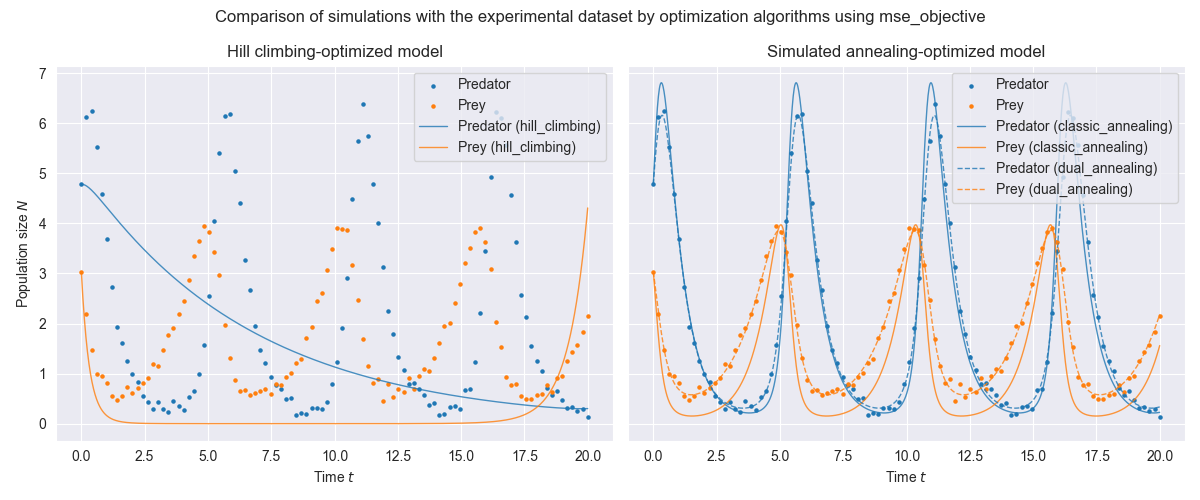 Comparison of simulations with the experimental dataset by optimization algorithms using mse_objective
Hill climbing-optimized model
Population size N
7
6
5
4
3
2
1
0
0.0 2.5 5.0 7.5 10.0 12.5 15.0 17.5 20.0
Time t
Predator
Prey
Predator (hill_climbing)
Prey (hill_climbing)
Simulated annealing-optimized model
Predator
Prey
Predator (classic_annealing)
Prey (classic_annealing)
Predator (dual_annealing)
Prey (dual_annealing)
0.0 2.5 5.0 7.5 10.0 12.5 15.0 17.5 20.0
Time t